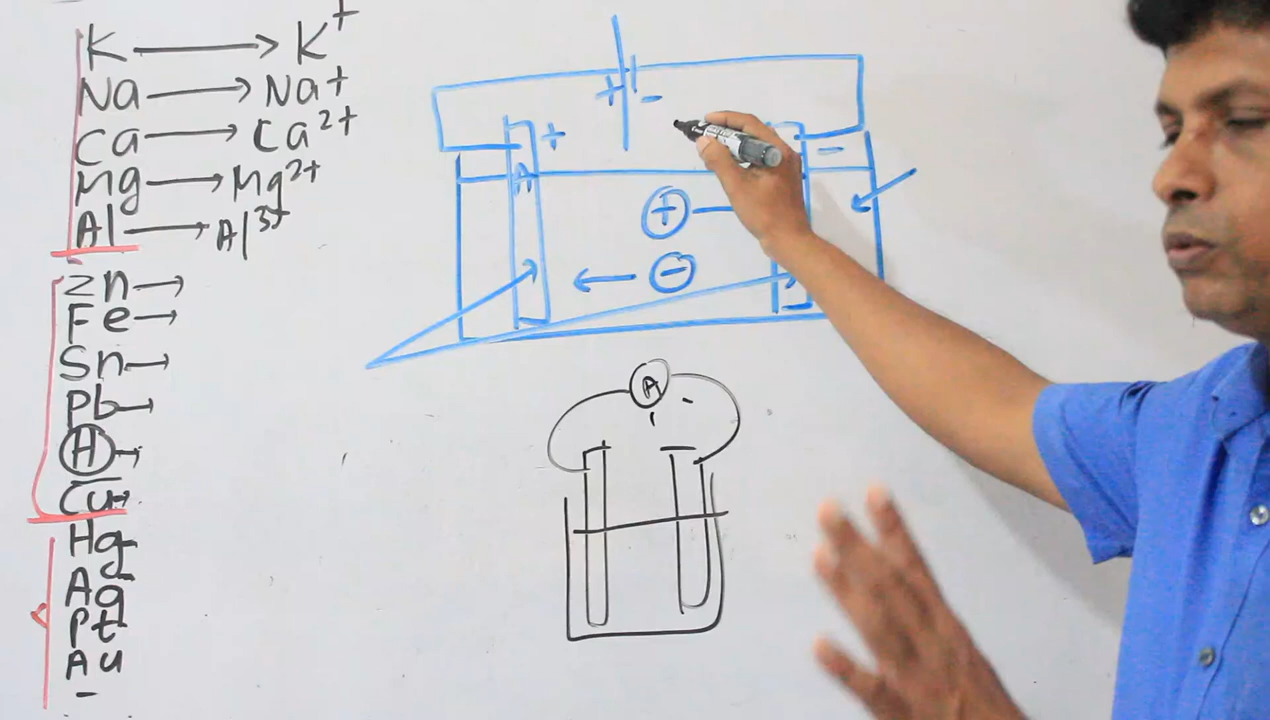 K → K+
Na → Na+
Ca → Ca2+
Mg → Mg2+
Al → Al3+
Zn →
Fe →
Sn →
Pb →
H →
Cu →
Hg
Ag
Pt
Au
-
+ -
+
A
-
+
-
A
-